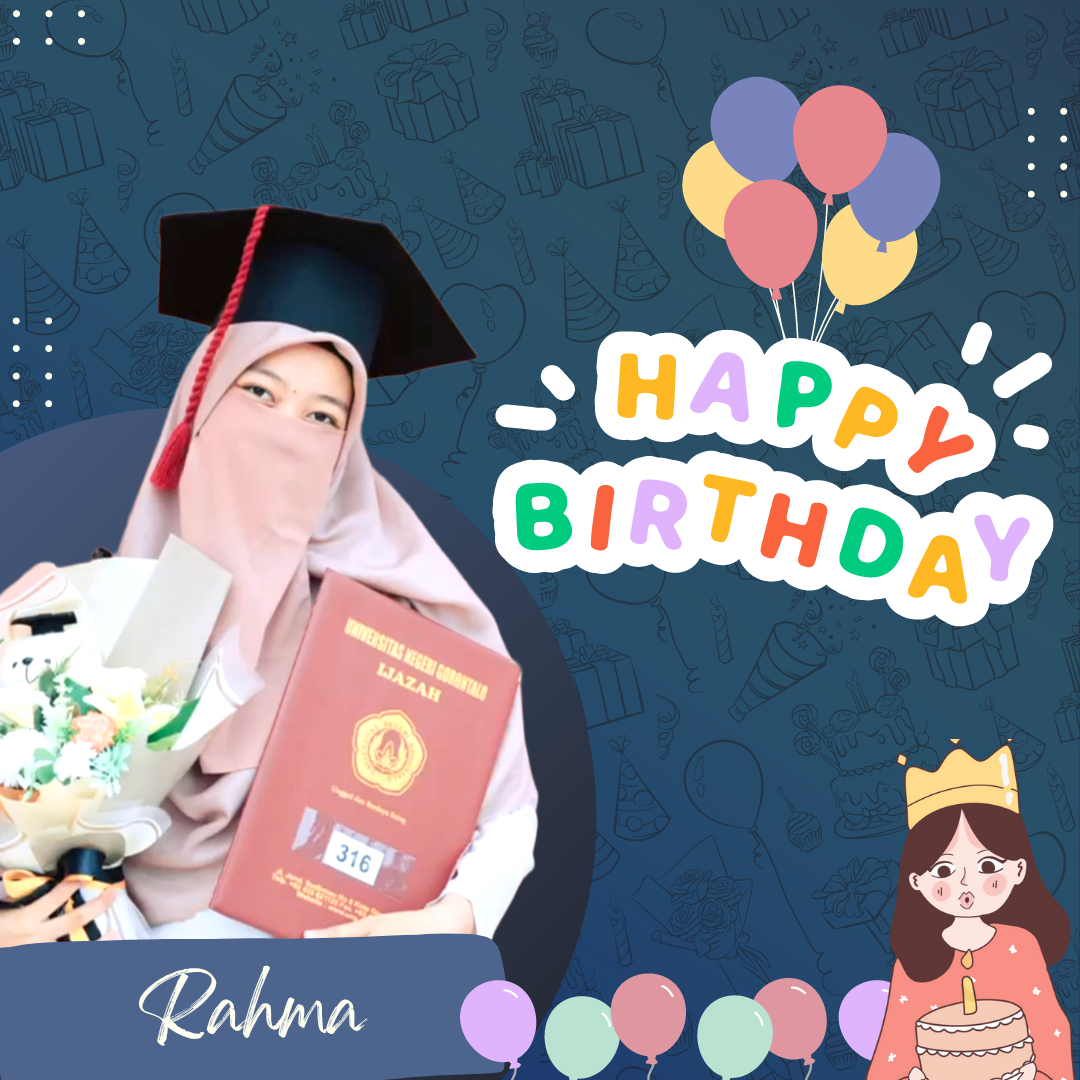 HAPPY
BIRTHDAY
UNIVERSITAS NEGERI GORONTALO
IJAZAH
316
Rahma